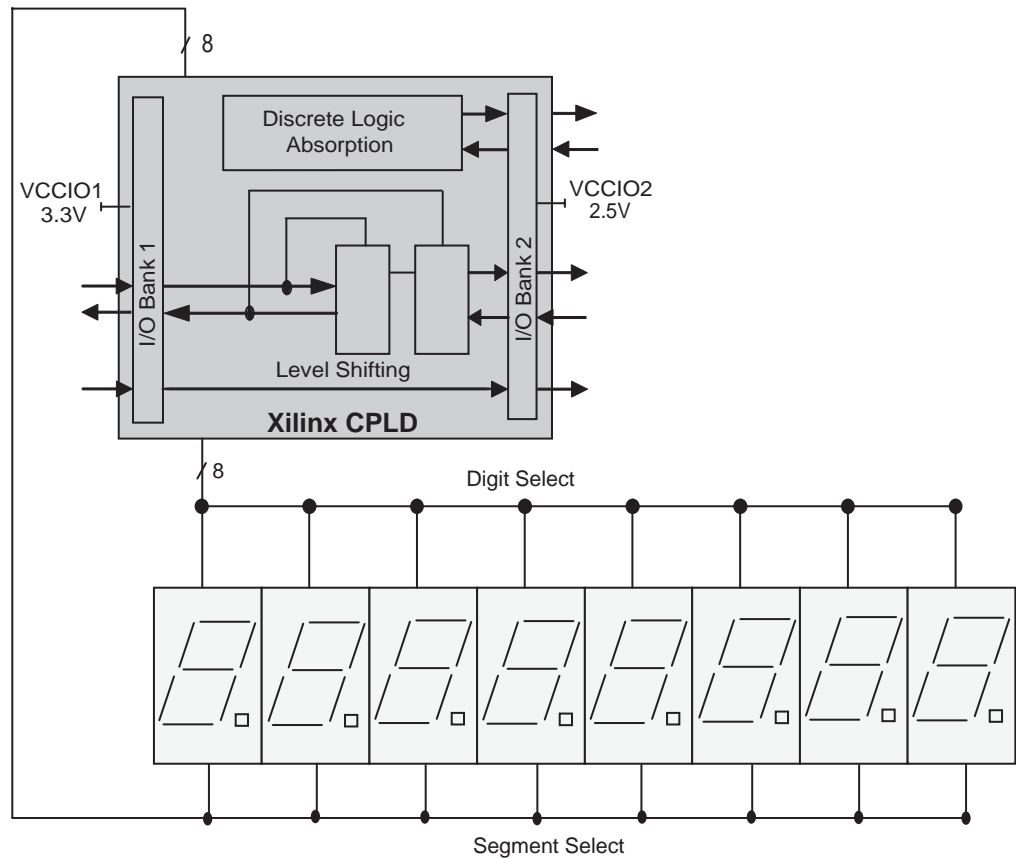 8
Discrete Logic
Absorption
VCCIO1
3.3V
I/O Bank 1
I/O Bank 2
VCCIO2
2.5V
Level Shifting
Xilinx CPLD
8
Digit Select
Segment Select